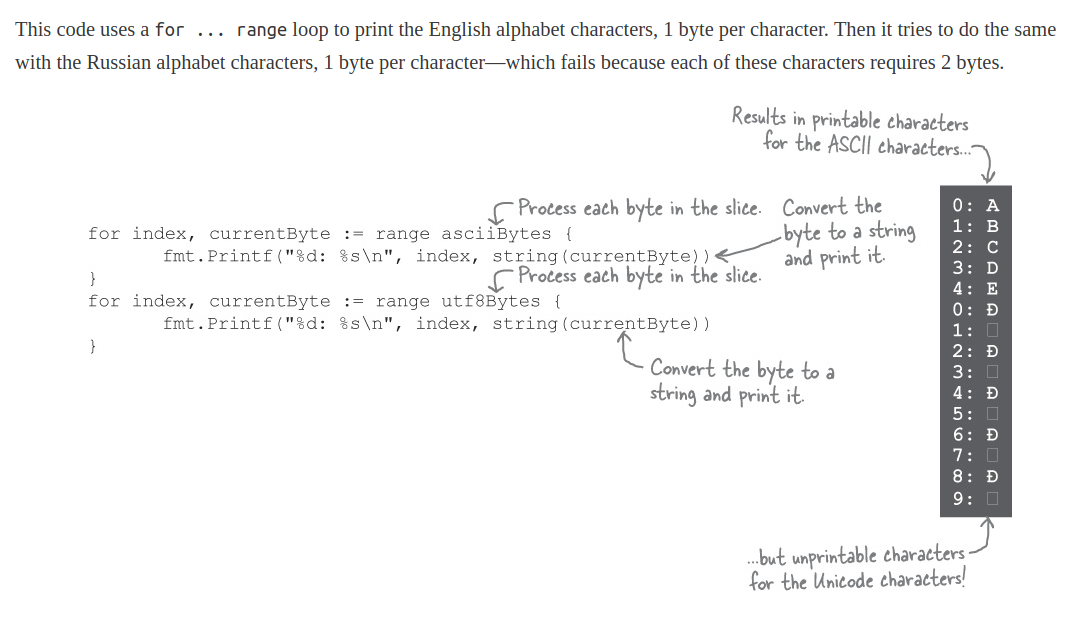 This code uses a for ... range loop to print the English alphabet characters, 1 byte per character. Then it tries to do the same
with the Russian alphabet characters, 1 byte per character—which fails because each of these characters requires 2 bytes.
Results in printable characters
for the ASCII characters...
Process each byte in the slice.
Convert the
byte to a string
and print it.
for index, currentByte := range asciiBytes {
fmt.Printf("%d: %s\n", index, string(currentByte))
}
Process each byte in the slice.
for index, currentByte := range utf8Bytes {
fmt.Printf("%d: %s\n", index, string(currentByte))
}
Convert the byte to a
string and print it.
0: A
1: B
2: C
3: D
4: E
0: Ð
1: □
2: Ð
3: □
4: Ð
5: □
6: Ð
7: □
8: Ð
9: □
...but unprintable characters
for the Unicode characters!